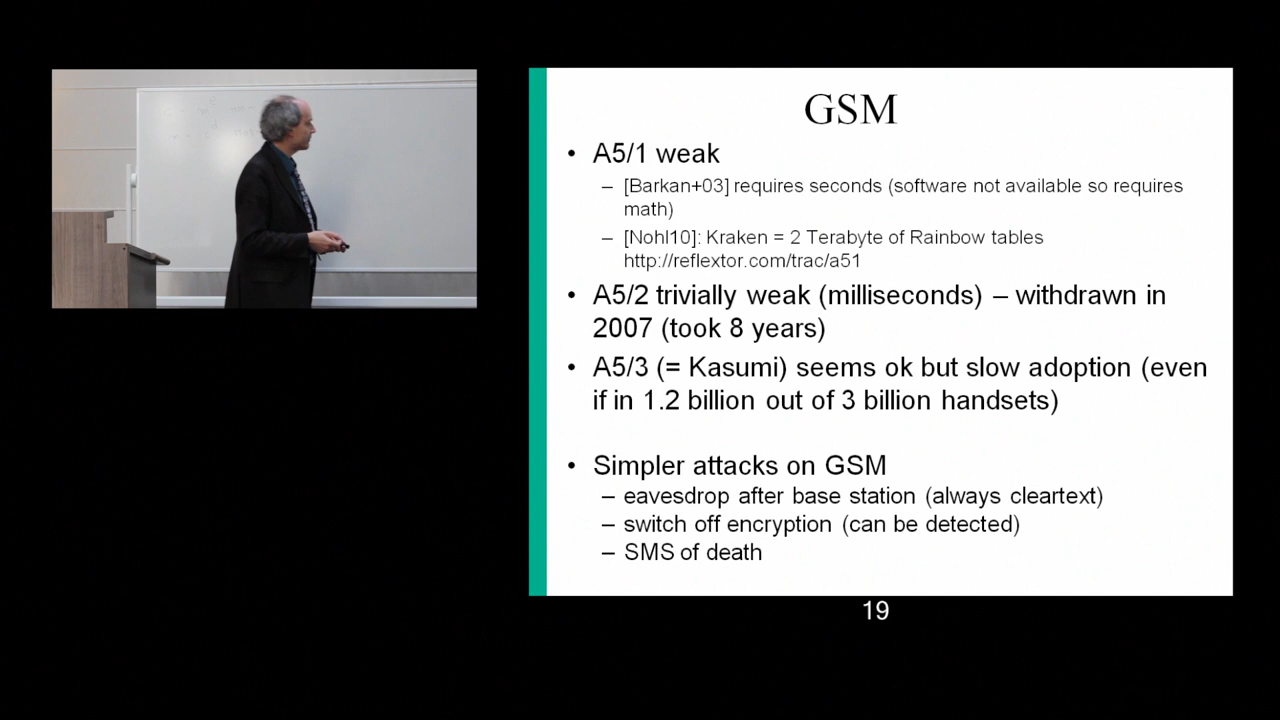 GSM
• A5/1 weak
– [Barkan+03] requires seconds (software not available so requires
math)
– [Nohl10]: Kraken = 2 Terabyte of Rainbow tables
http://reflextor.com/trac/a51
• A5/2 trivially weak (milliseconds) – withdrawn in
2007 (took 8 years)
• A5/3 (= Kasumi) seems ok but slow adoption (even
if in 1.2 billion out of 3 billion handsets)
• Simpler attacks on GSM
– eavesdrop after base station (always cleartext)
– switch off encryption (can be detected)
– SMS of death
19